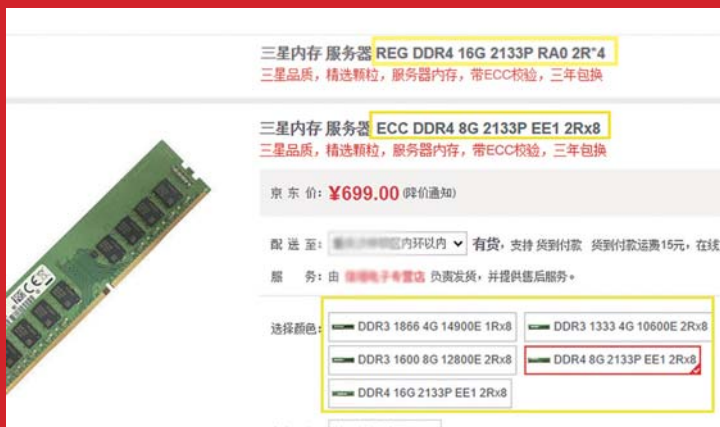 三星内存 服务器 REG DDR4 16G 2133P RA0 2R*4
三星品质，精选颗粒，服务器内存，带ECC校验，三年包换
三星内存 服务器 ECC DDR4 8G 2133P EE1 2Rx8
三星品质，精选颗粒，服务器内存，带ECC校验，三年包换
京 东 价： ¥699.00 (降价通知)
配 送 至： 区内环以内 有货，支持 货到付款 货到付款运费15元，在线
服 务：由 负责发货，并提供售后服务。
选择颜色： DDR3 1866 4G 14900E 1Rx8 DDR3 1333 4G 10600E 2Rx8
DDR3 1600 8G 12800E 2Rx8 DDR4 8G 2133P EE1 2Rx8
DDR4 16G 2133P EE1 2Rx8